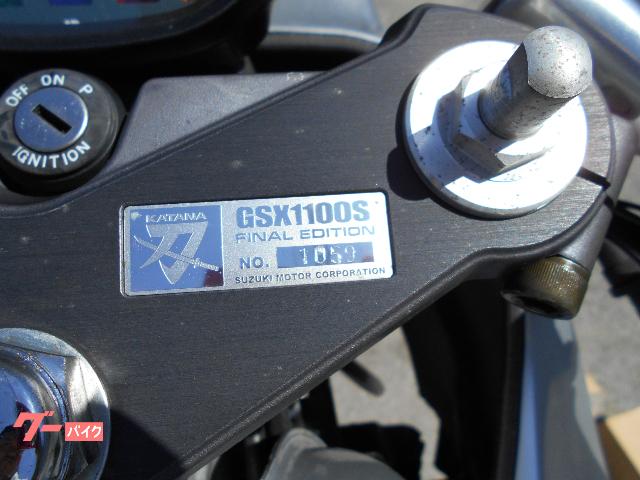 OFF ON P
IGNITION
KATANA
刀
GSX1100S
FINAL EDITION
NO. 1059
SUZUKI MOTOR CORPORATION
グー バイク